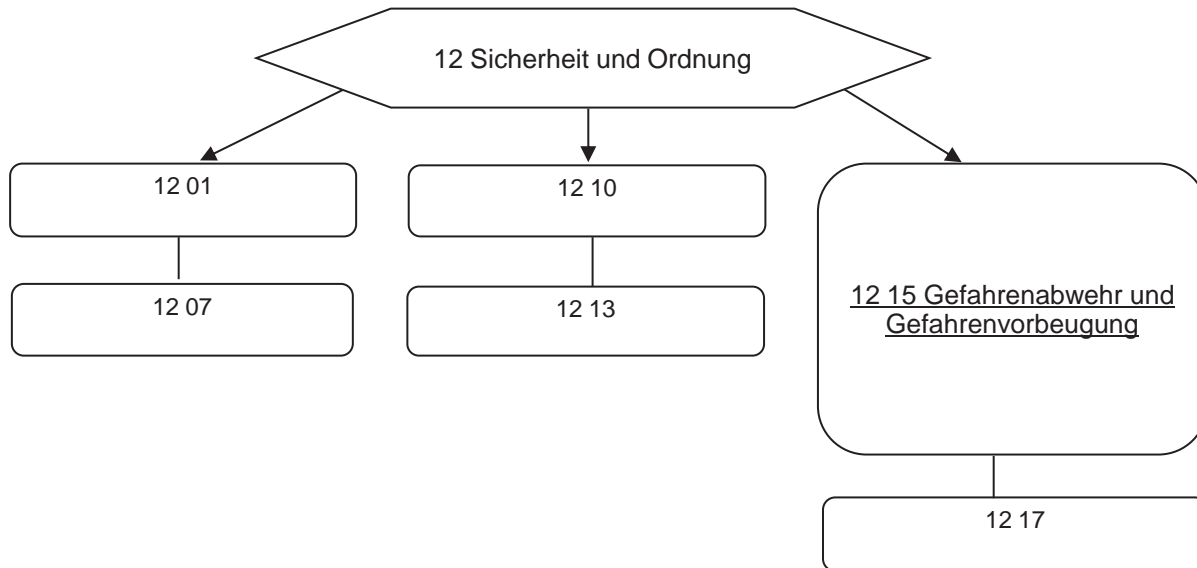 12 Sicherheit und Ordnung
12 01
12 10
12 07
12 13
12 15 Gefahrenabwehr und
Gefahrenvorbeugung
12 17